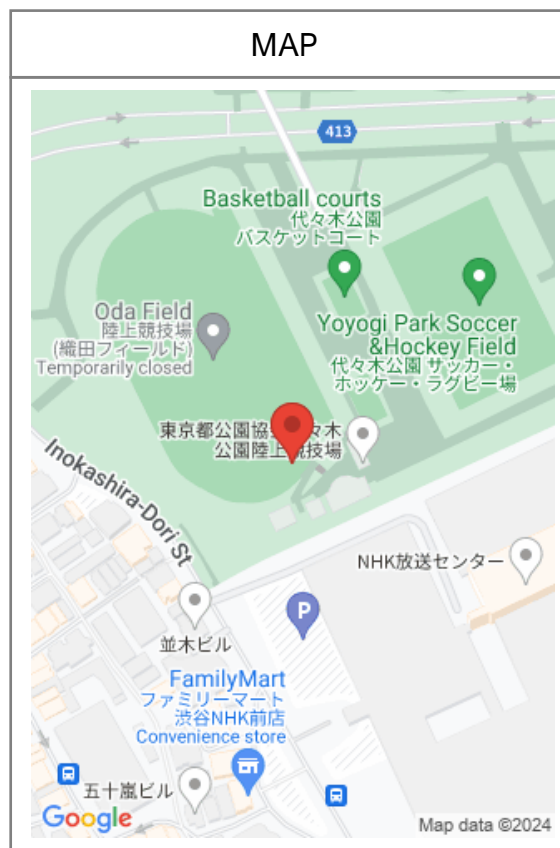 MAP
413
Basketball courts
代々木公園
バスケットコート
Oda Field
陸上競技場
(織田フィールド)
Temporarily closed
Yoyogi Park Soccer
&Hockey Field
代々木公園 サッカー・
ホッケー・ラグビー場
東京都公園協 々木
公園陸上競技場
Inokashira-Dori St
NHK放送センター
P
並木ビル
FamilyMart
ファミリーマート
渋谷NHK前店
Convenience store
五十嵐ビル
Google
Map data ©2024